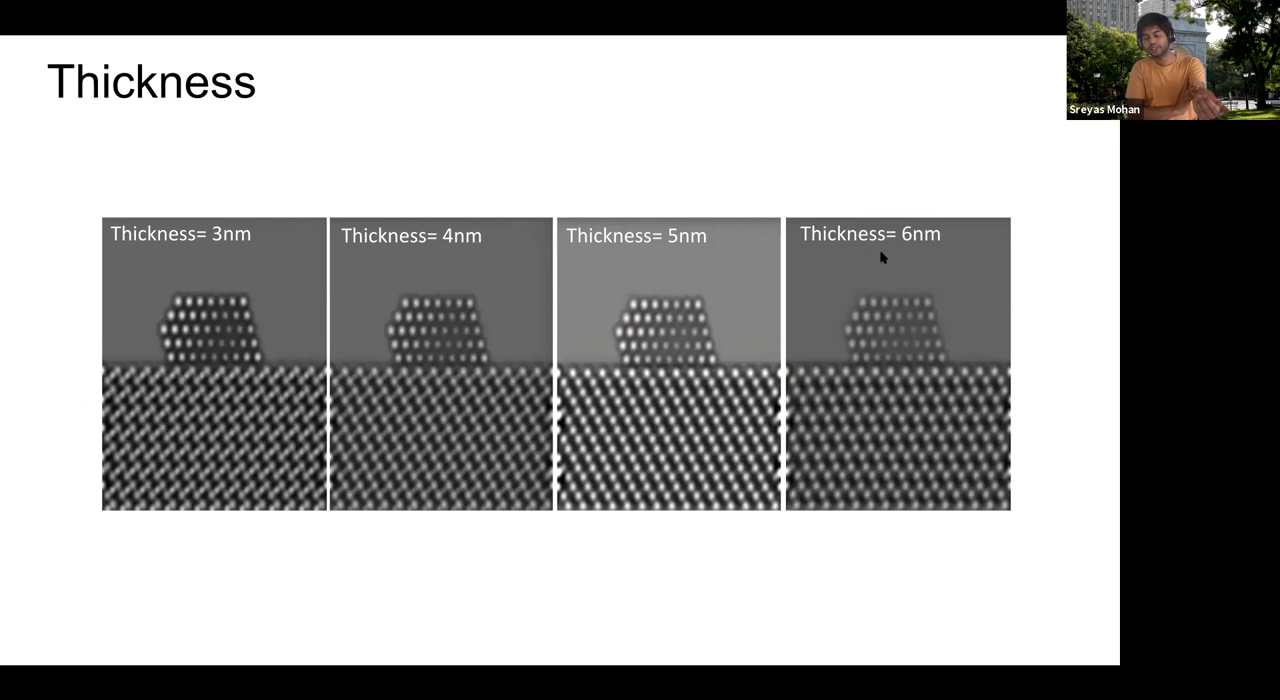 Thickness
Thickness= 3nm
Thickness= 4nm
Thickness= 5nm
Thickness= 6nm
Sreyas Mohan